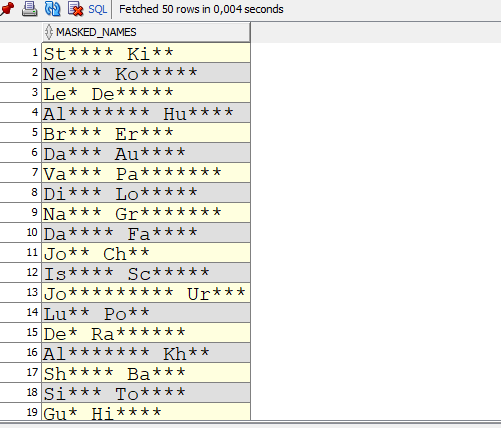 SQL Fetched 50 rows in 0,004 seconds
MASKED_NAMES
1 St**** Ki**
2 Ne*** Ko*****
3 Le* De*****
4 Al******* Hu****
5 Br*** Er***
6 Da*** Au****
7 Va*** Pa*******
8 Di*** Lo*****
9 Na*** Gr*******
10 Da**** Fa****
11 Jo** Ch**
12 Is**** Sc*****
13 Jo********* Ur***
14 Lu** Po**
15 De* Ra******
16 Al******* Kh**
17 Sh**** Ba***
18 Si*** To****
19 Gu* Hi****